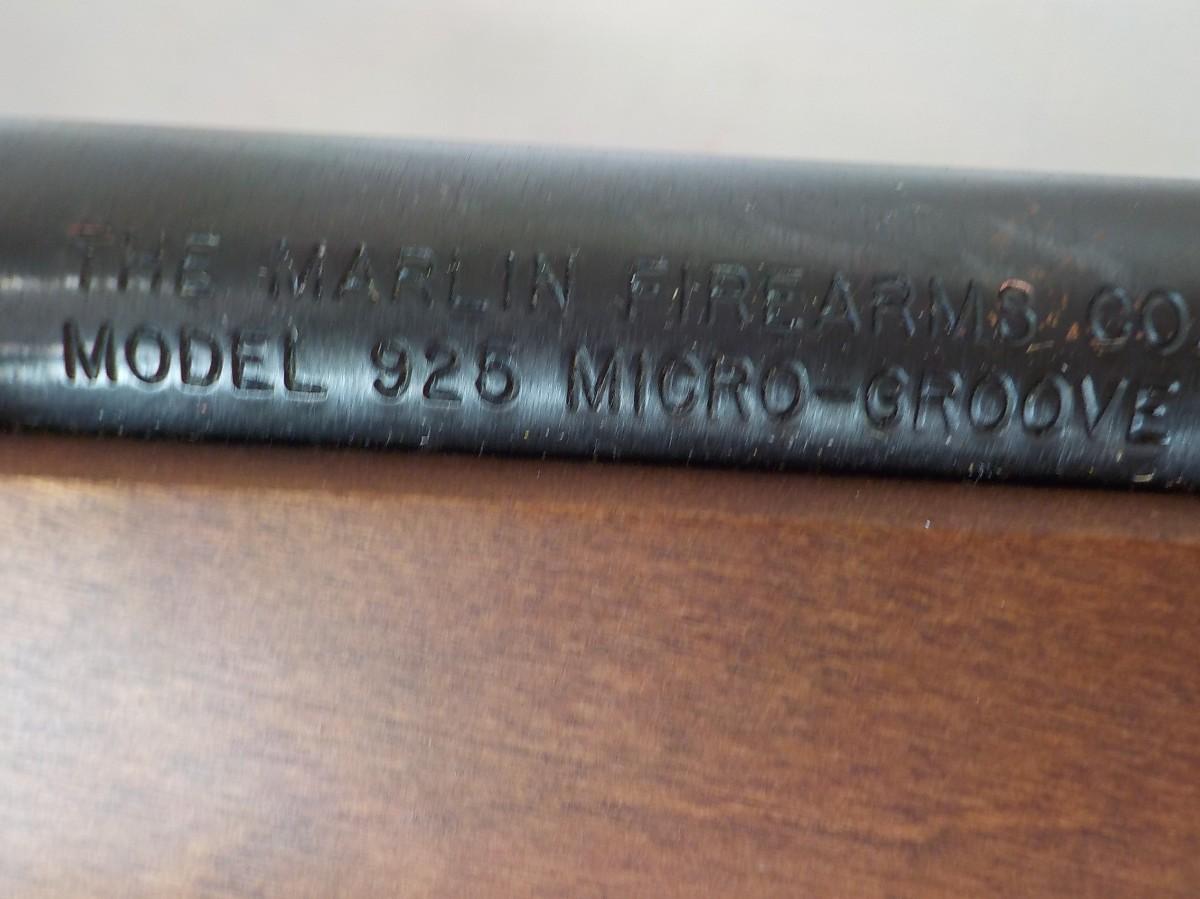 THE MARLIN FIREARMS CO.
MODEL 925 MICRO-GROOVE